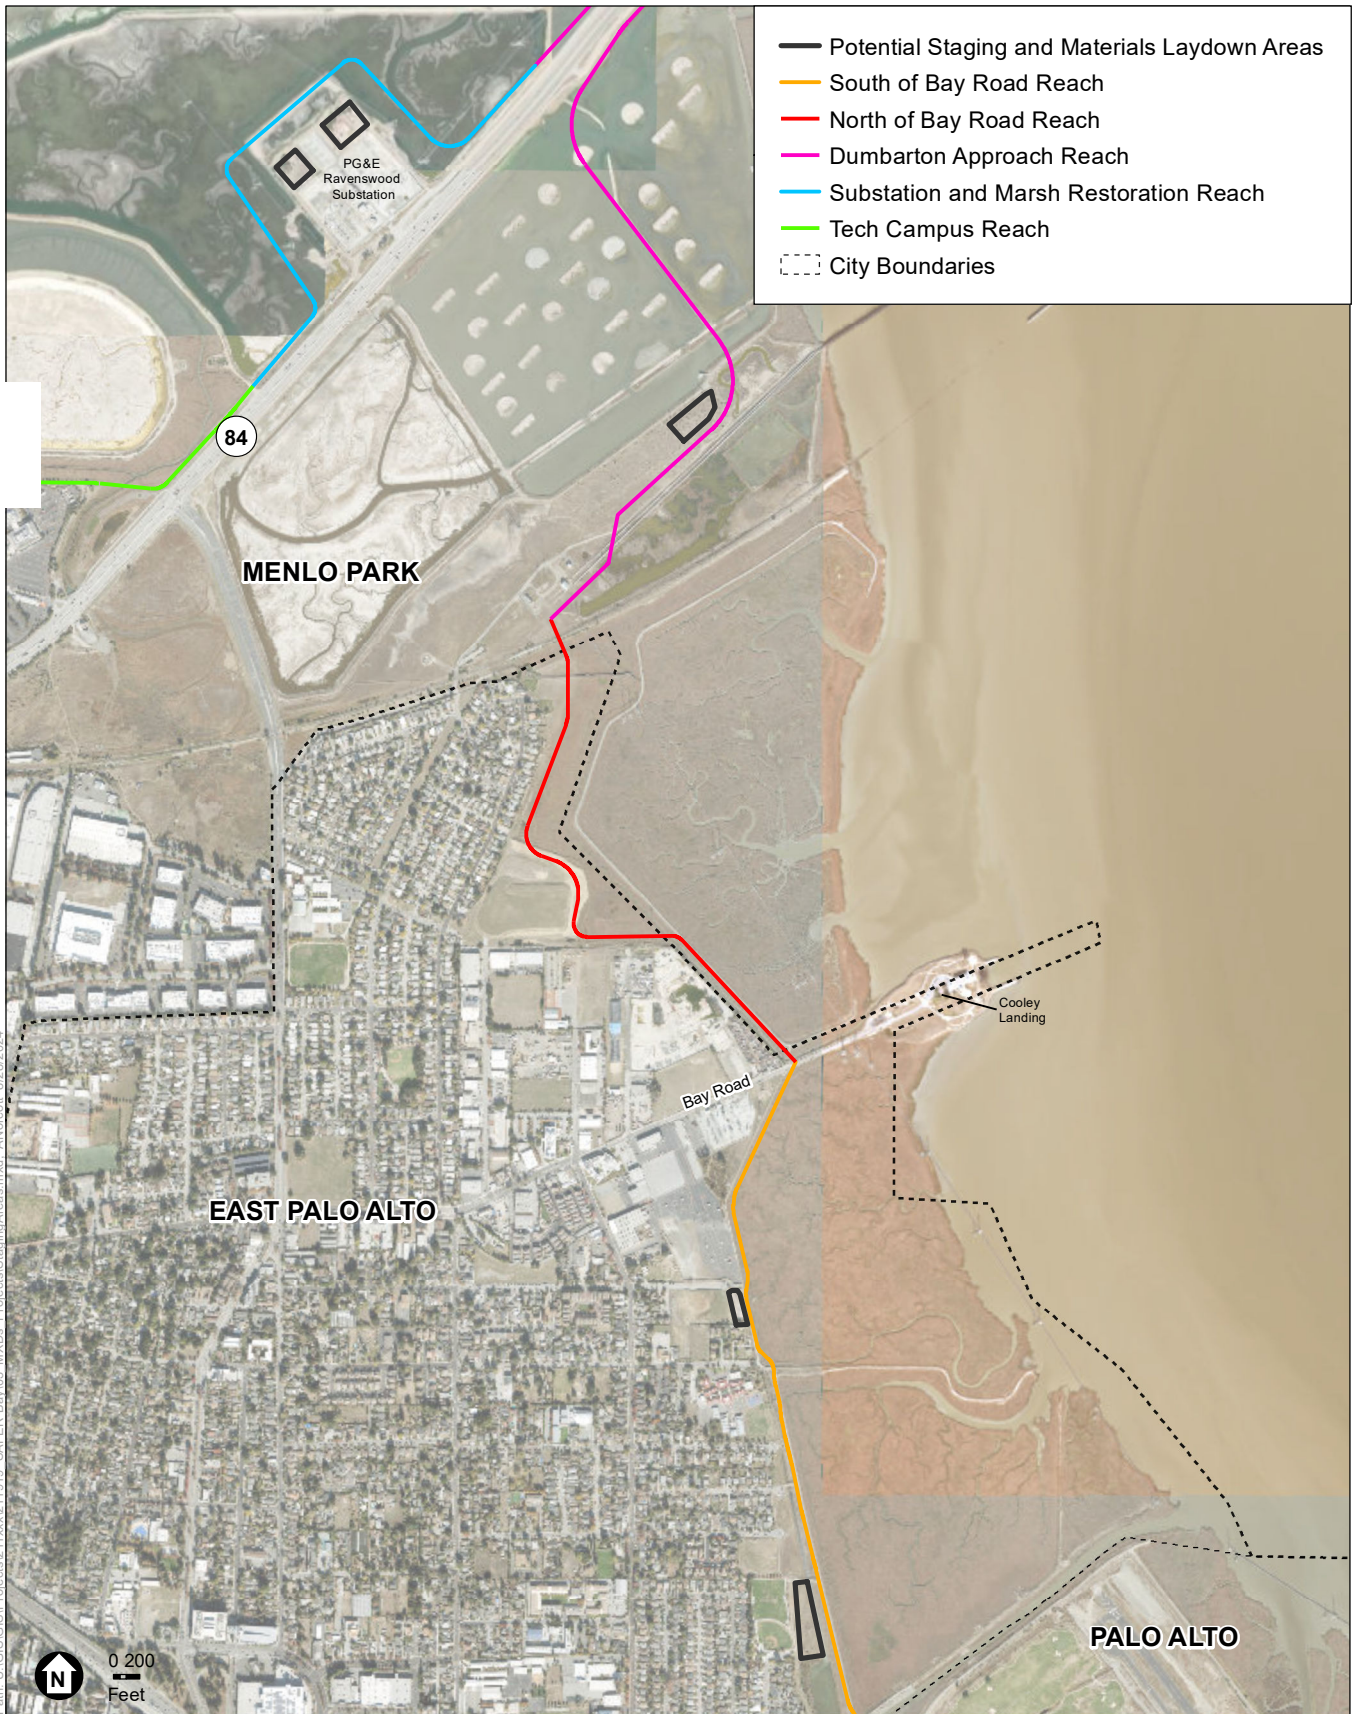 Potential Staging and Materials Laydown Areas
South of Bay Road Reach
North of Bay Road Reach
Dumbarton Approach Reach
Substation and Marsh Restoration Reach
Tech Campus Reach
City Boundaries
PG&E
Ravenswood
Substation
84
MENLO PARK
Cooley
Landing
Bay Road
EAST PALO ALTO
PALO ALTO
N
0 200
Feet